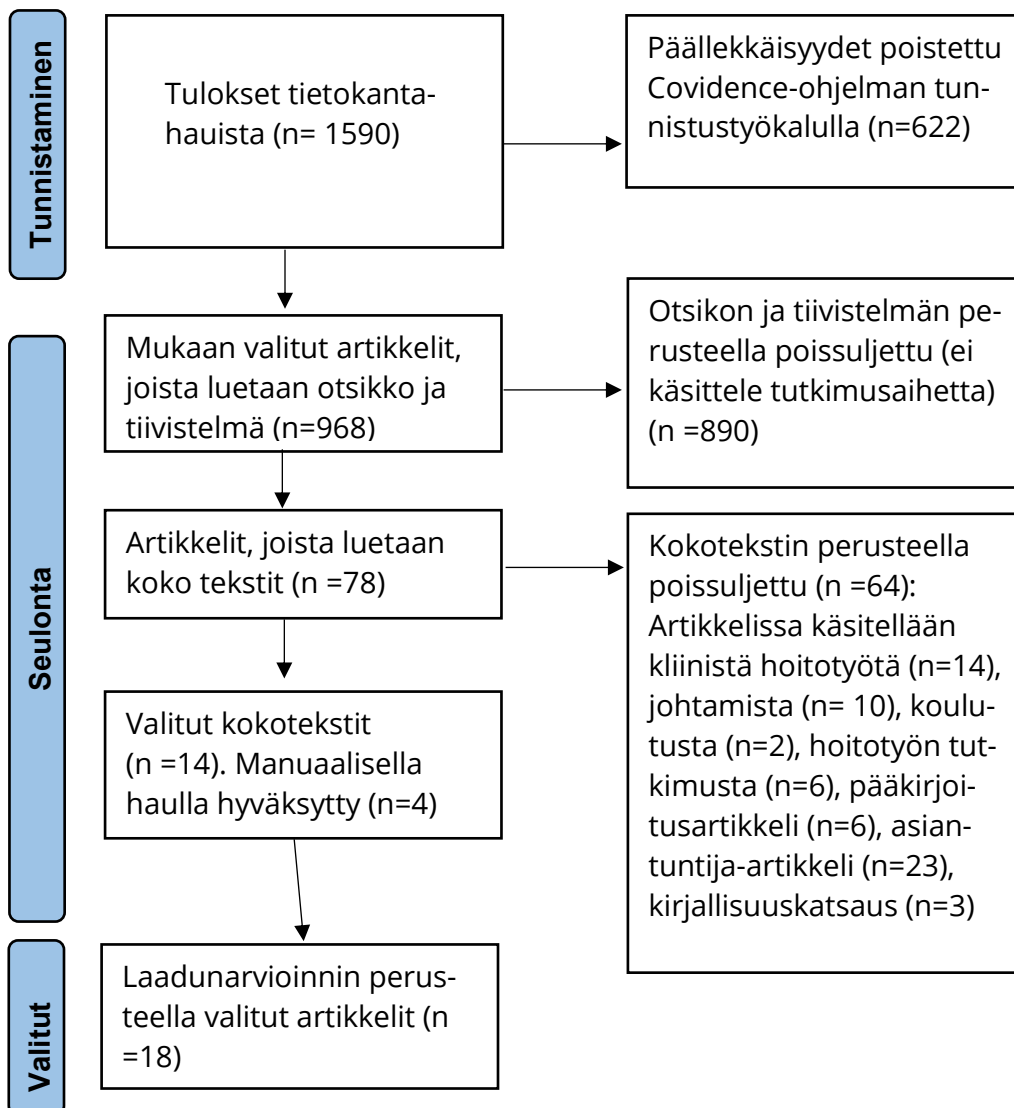 Tunnistaminen
Tulokset tietokanta-
hauista (n= 1590)
Päällekkäisyydet poistettu
Covidence-ohjelman tun-
nistustyökalulla (n=622)
Seulonta
Mukaan valitut artikkelit,
joista luetaan otsikko ja
tiivistelmä (n=968)
Otsikon ja tiivistelmän pe-
rusteella poissuljettu (ei
käsittele tutkimusaihetta)
(n =890)
Artikkelit, joista luetaan
koko tekstit (n =78)
Kokotekstin perusteella
poissuljettu (n =64):
Artikkelissa käsitellään
kliinistä hoitotyötä (n=14),
johtamista (n= 10), koulu-
tusta (n=2), hoitotyön tut-
kimusta (n=6), pääkirjoi-
tusartikkeli (n=6), asian-
tuntija-artikkeli (n=23),
kirjallisuuskatsaus (n=3)
Valitut kokotekstit
(n =14). Manuaalisella
haulla hyväksytty (n=4)
Valitut
Laadunarvioinnin perus-
teella valitut artikkelit (n
=18)